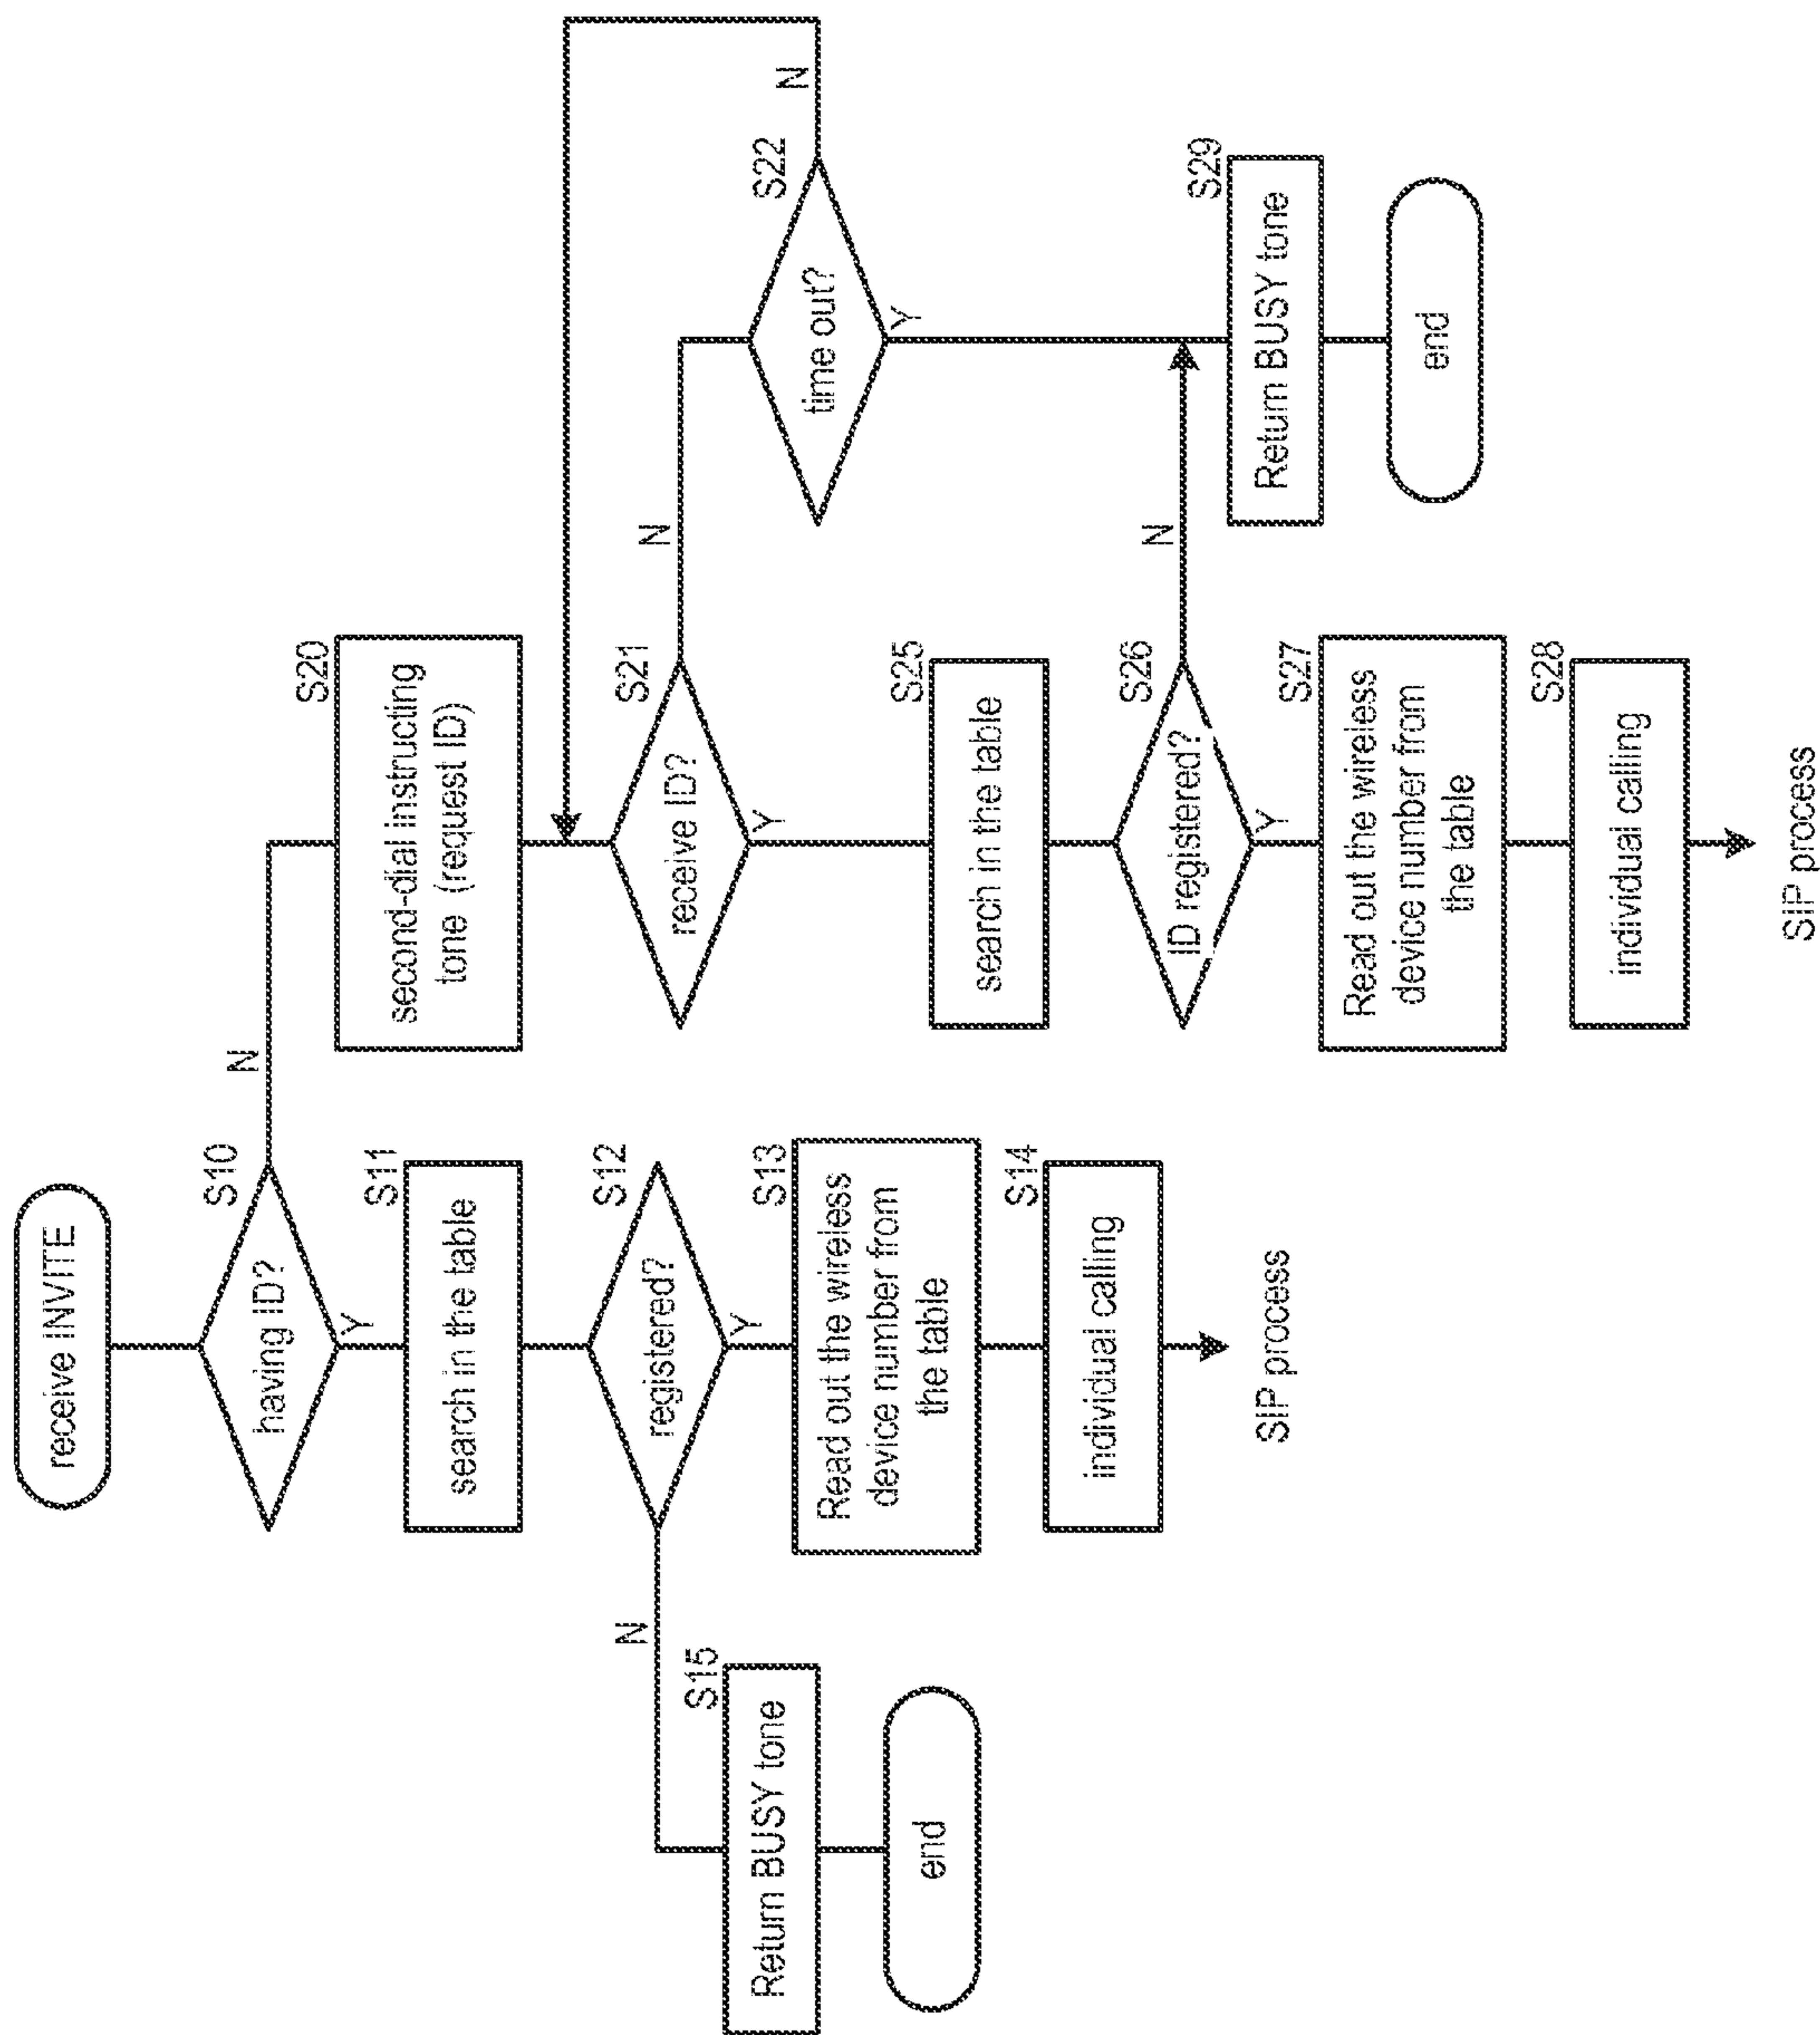 receive INVITE
S10
having ID?
N
Y
S11
search in the table
S12
registered?
N
Y
S13
Read out the wireless
device number from
the table
S14
individual calling
SIP process
S15
Return BUSY tone
end
S20
second-dial instructing
tone (request ID)
S21
receive ID?
N
Y
S22
time out?
N
Y
S25
search in the table
S26
ID registered?
N
Y
S27
Read out the wireless
device number from
the table
S28
individual calling
SIP process
S29
Return BUSY tone
end